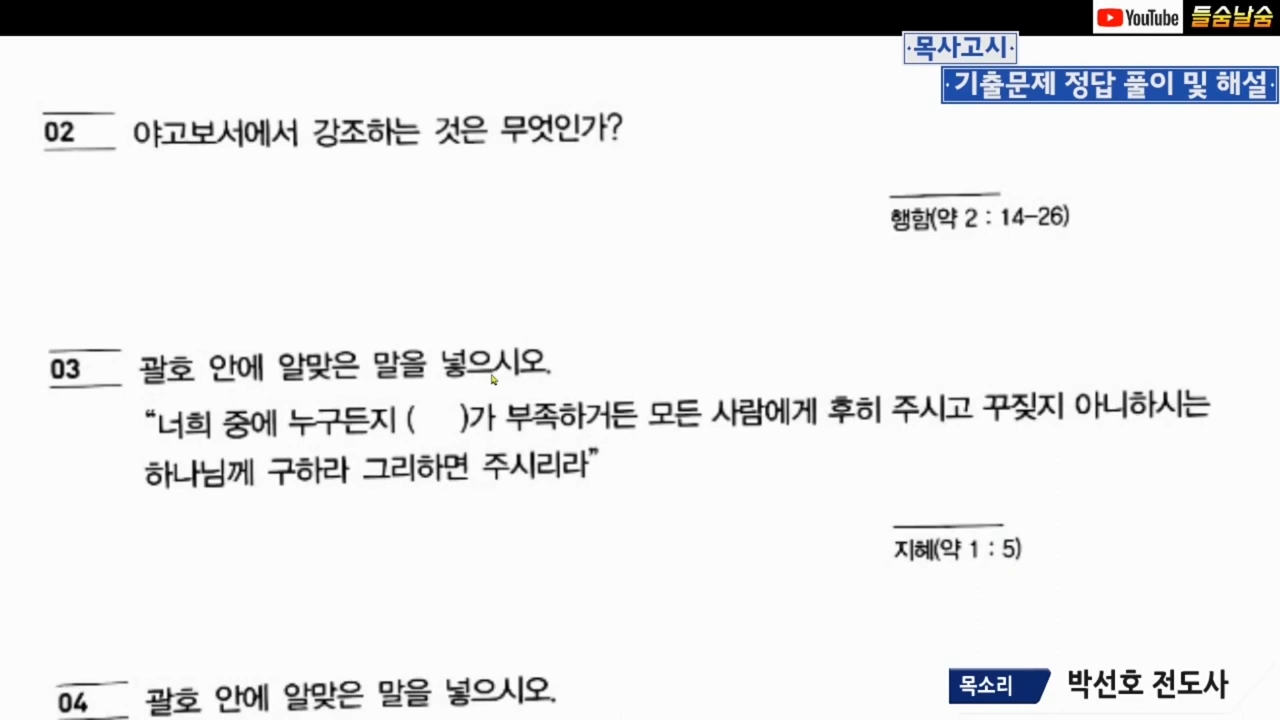 YouTube 들숨날숨
·목사고시·
·기출문제 정답 풀이 및 해설·
02 야고보서에서 강조하는 것은 무엇인가?
행함(약 2 : 14-26)
03 괄호 안에 알맞은 말을 넣으시오.
“너희 중에 누구든지 ( )가 부족하거든 모든 사람에게 후히 주시고 꾸짖지 아니하시는
하나님께 구하라 그리하면 주시리라”
지혜(약 1 : 5)
04 괄호 안에 알맞은 말을 넣으시오.
목소리 박선호 전도사